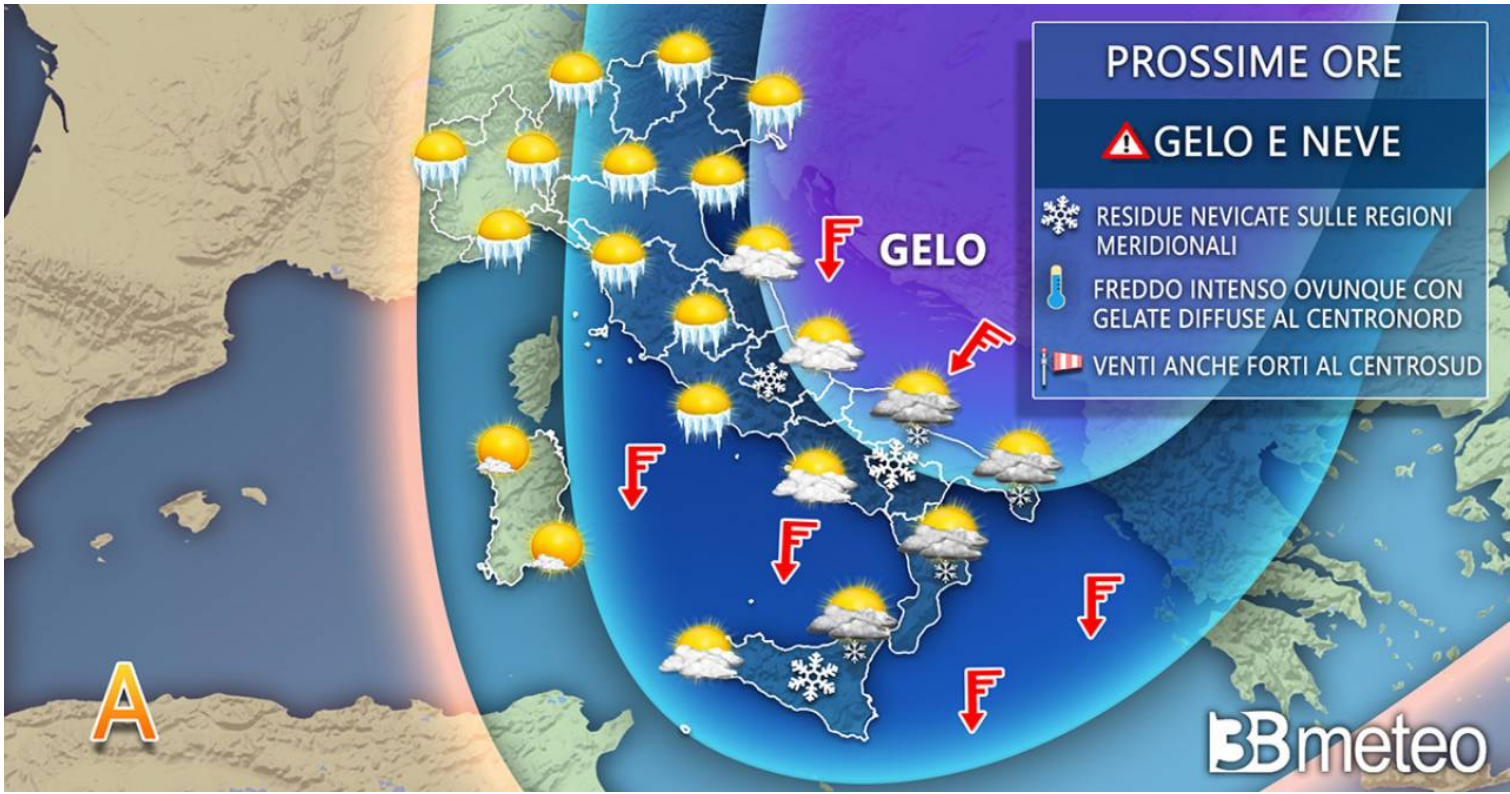 PROSSIME ORE
GELO E NEVE
RESIDUE NEVICATE SULLE REGIONI
MERIDIONALI
FREDDO INTENSO OVUNQUE CON
GELATE DIFFUSE AL CENTRONORD
VENTI ANCHE FORTI AL CENTROSUD
GELO
A
3Bmeteo